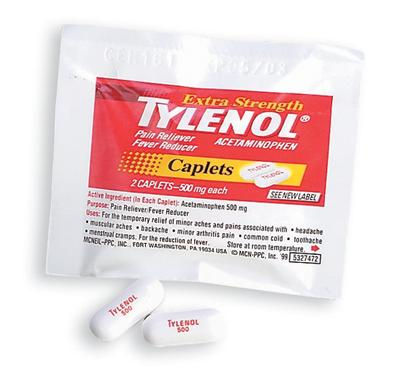 Extra Strength
TYLENOL®
Pain Reliever
Fever Reducer
ACETAMINOPHEN
Caplets
TYLENOL
TYLENOL
2 CAPLETS—500 mg each
SEE NEW LABEL
Active Ingredient (In Each Caplet): Acetaminophen 500 mg
Purpose: Pain Reliever/Fever Reducer
Uses: For the temporary relief of minor aches and pains associated with • headache
• muscular aches • backache • minor arthritis pain • common cold • toothache
• menstrual cramps. For the reduction of fever. Store at room temperature.
MCNEIL-PPC, INC., FORT WASHINGTON, PA 19034 USA © MCN-PPC, Inc. '99 5327472
TYLENOL
500
TYLENOL
500